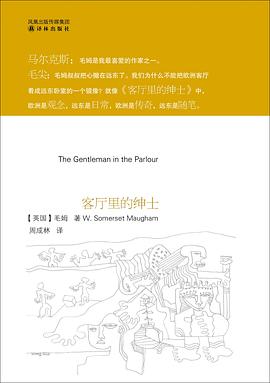 凤凰出版传媒集团
译林出版社
马尔克斯：毛姆是我最喜爱的作家之一。
毛尖：毛姆叔叔把心撒在远东了。我们为什么不能把欧洲客厅
看成远东卧室的一个镜像？就像《客厅里的绅士》中，
欧洲是观念，远东是日常，欧洲是传奇，远东是随笔。
The Gentleman in the Parlour
客厅里的绅士
【英国】毛姆 著 W. Somerset Maugham
周成林 译